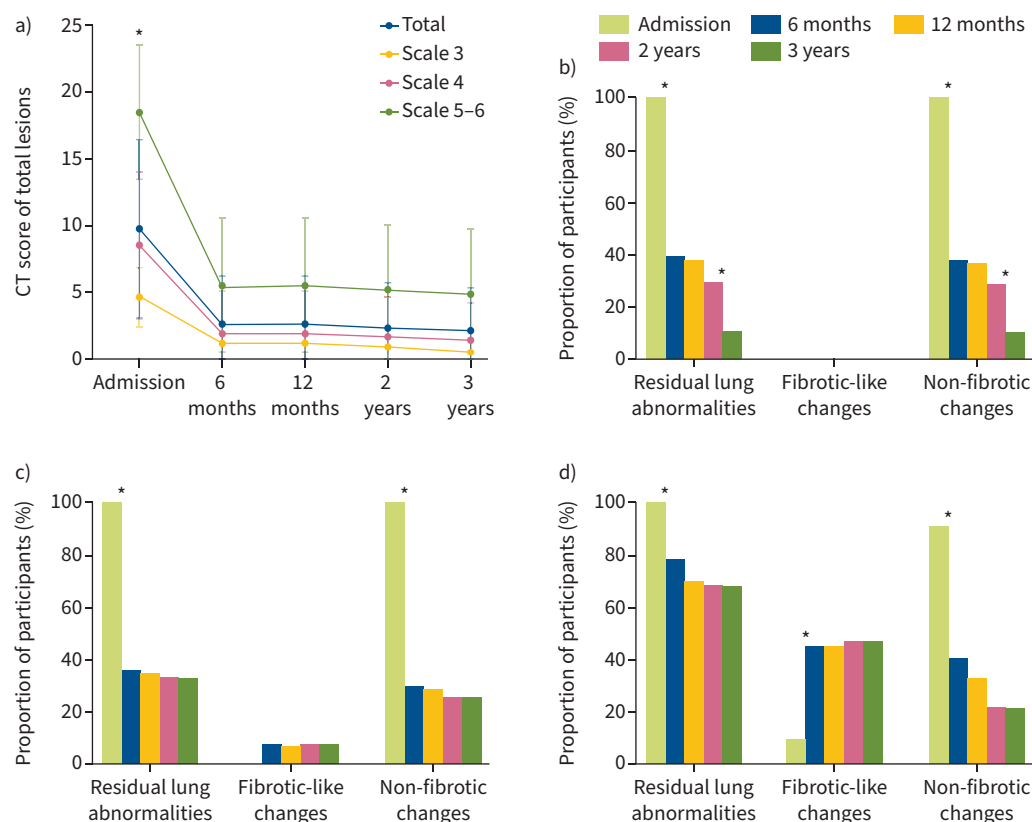 a)
CT score of total lesions
25
20
15
10
5
0
*
Total
Scale 3
Scale 4
Scale 5–6
Admission 6 12 2 3
months months years years
Admission 6 months 12 months
2 years 3 years
b)
Proportion of participants (%)
100
80
60
40
20
0
* * * *
Residual lung Fibrotic-like Non-fibrotic
abnormalities changes changes
c)
Proportion of participants (%)
100
80
60
40
20
0
* *
Residual lung Fibrotic-like Non-fibrotic
abnormalities changes changes
d)
Proportion of participants (%)
100
80
60
40
20
0
* * *
Residual lung Fibrotic-like Non-fibrotic
abnormalities changes changes